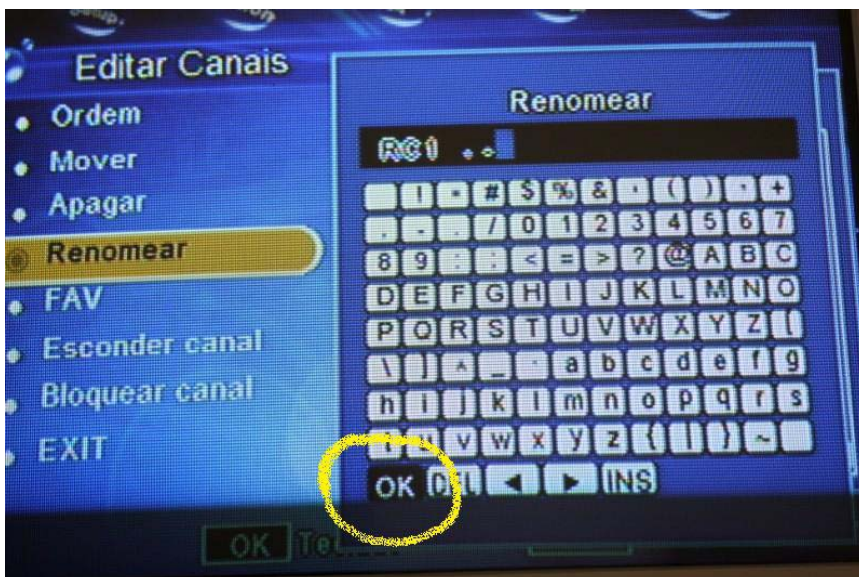 Editar Canais
Ordem
Mover
Apagar
Renomear
FAV
Esconder canal
Bloquear canal
EXIT
Renomear
RC1 ..
! " # $ % & ' ( ) * +
, - . / 0 1 2 3 4 5 6 7
8 9 : ; < = > ? @ A B C
D E F G H I J K L M N O
P Q R S T U V W X Y Z [
\ ] ^ _ ` a b c d e f g
h i j k l m n o p q r s
t u v w x y z { | } ~
OK DEL ◄ ► INS
OK